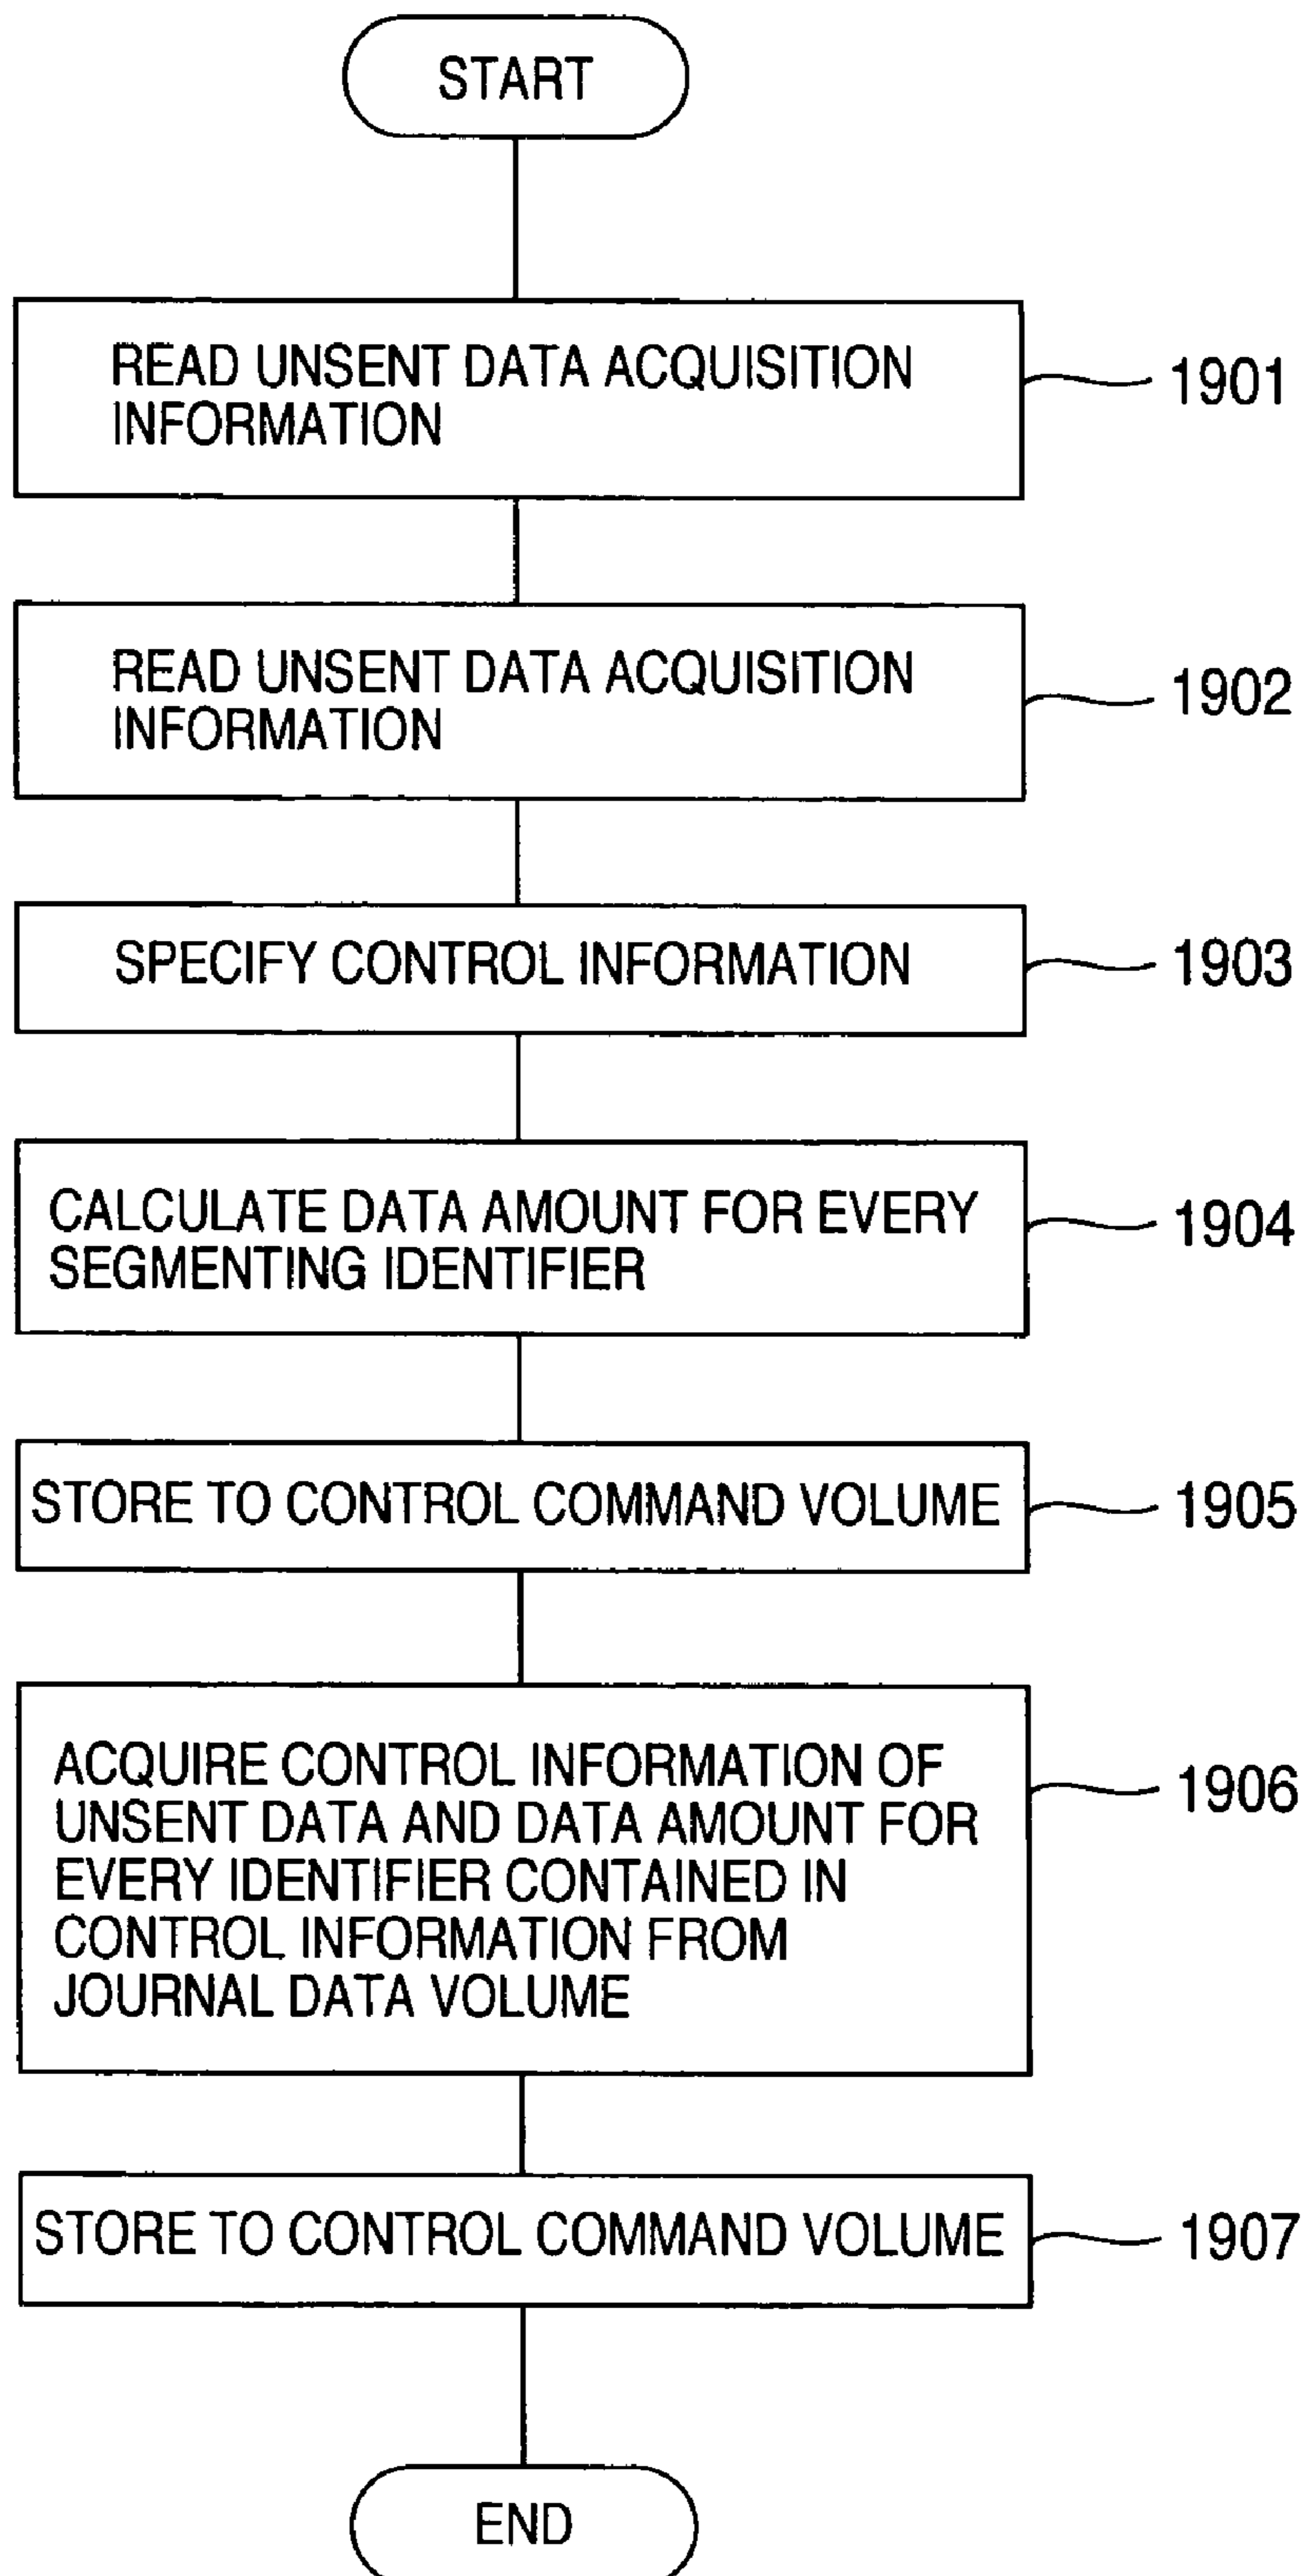 START
READ UNSENT DATA ACQUISITION
INFORMATION
1901
READ UNSENT DATA ACQUISITION
INFORMATION
1902
SPECIFY CONTROL INFORMATION
1903
CALCULATE DATA AMOUNT FOR EVERY
SEGMENTING IDENTIFIER
1904
STORE TO CONTROL COMMAND VOLUME
1905
ACQUIRE CONTROL INFORMATION OF
UNSENT DATA AND DATA AMOUNT FOR
EVERY IDENTIFIER CONTAINED IN
CONTROL INFORMATION FROM
JOURNAL DATA VOLUME
1906
STORE TO CONTROL COMMAND VOLUME
1907
END